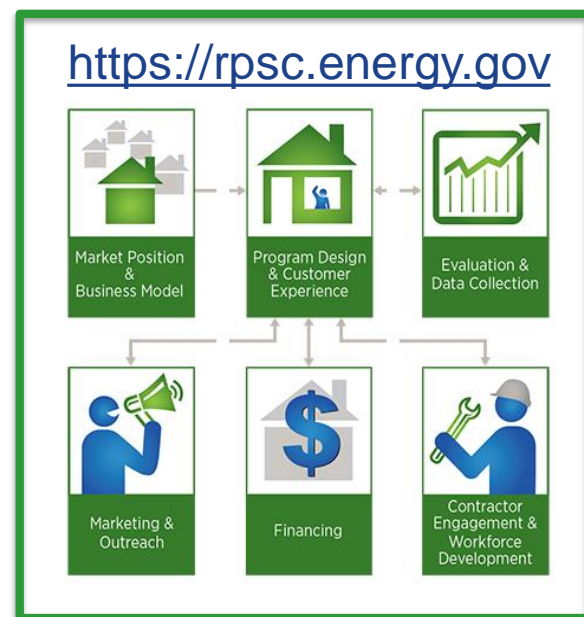 https://rpsc.energy.gov
Market Position
&
Business Model
Program Design
& Customer
Experience
Evaluation &
Data Collection
Marketing &
Outreach
$
Financing
Contractor
Engagement &
Workforce
Development